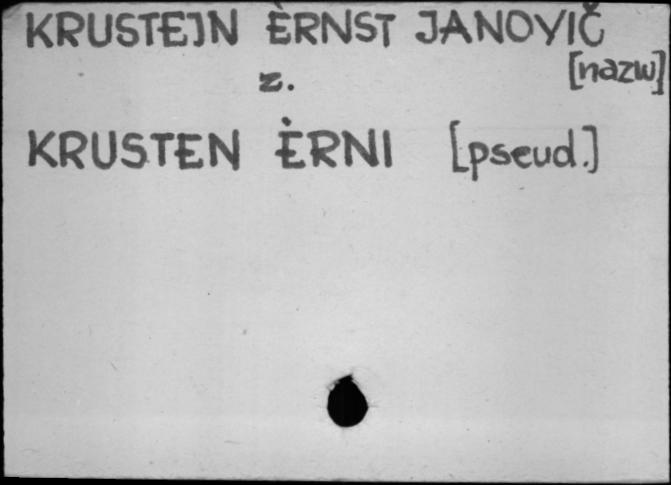 KRUSTEJN ÈRNST JANOVIČ
[nazw]
z.
KRUSTEN ÈRNI [pseud.]